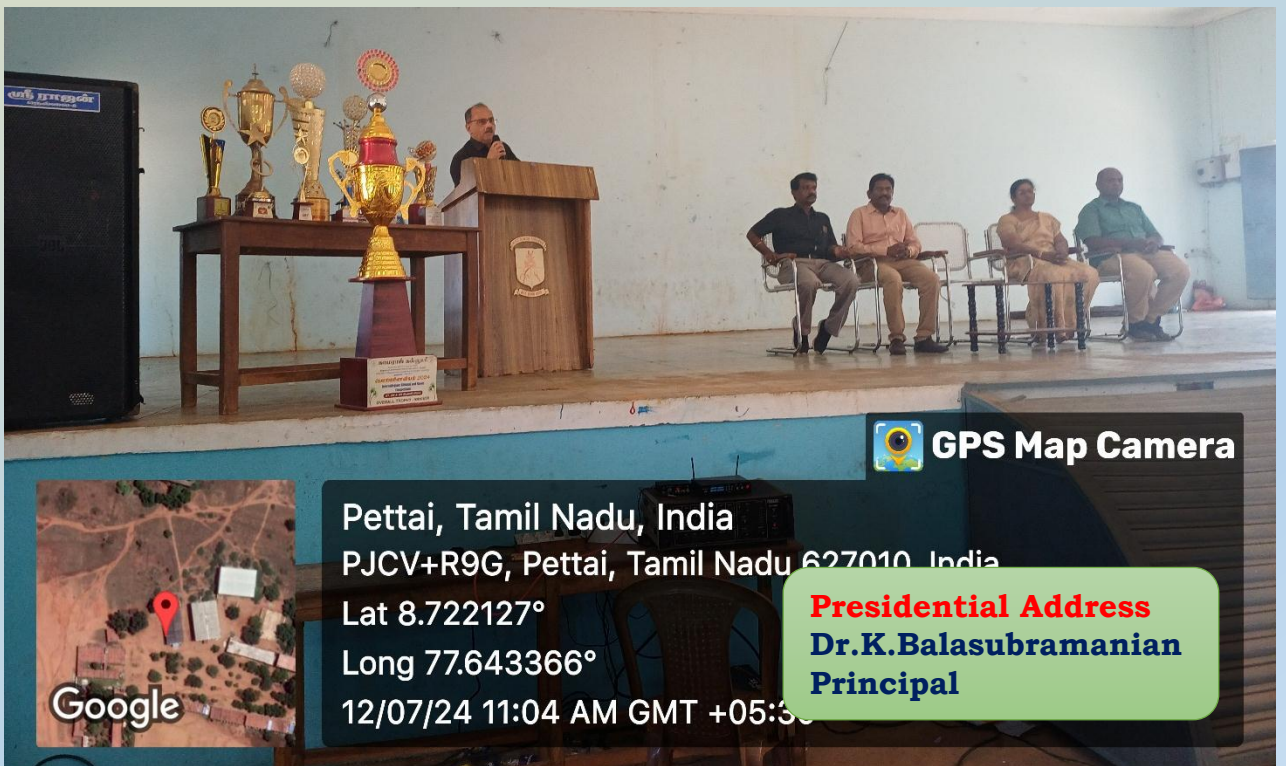 ஸ்ரீ ராஜன்
GPS Map Camera
Pettai, Tamil Nadu, India
PJCV+R9G, Pettai, Tamil Nadu 627010, India
Lat 8.722127°
Long 77.643366°
12/07/24 11:04 AM GMT +05:30
Google
Presidential Address
Dr.K.Balasubramanian
Principal